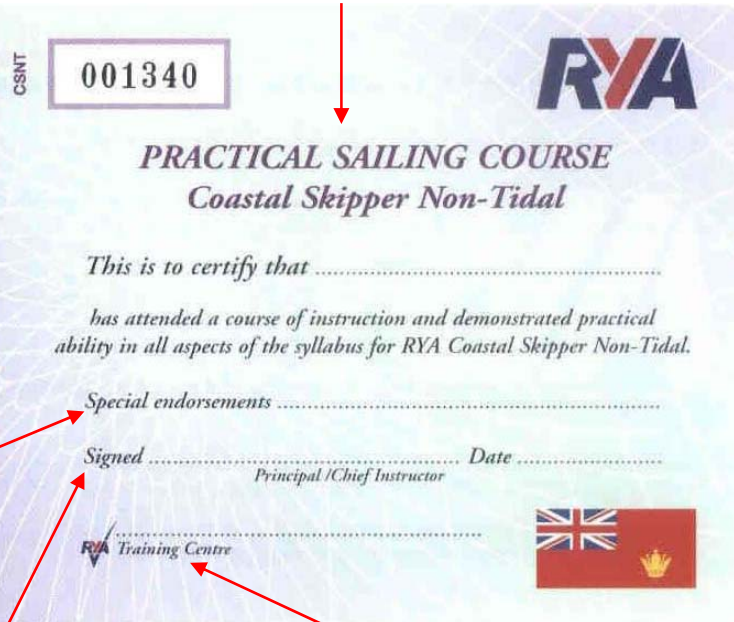 CSNT
001340
RYA
PRACTICAL SAILING COURSE
Coastal Skipper Non-Tidal
This is to certify that ........................................................
has attended a course of instruction and demonstrated practical
ability in all aspects of the syllabus for RYA Coastal Skipper Non-Tidal.
Special endorsements ..............................................................
Signed .................................................. Date ........................
Principal /Chief Instructor
............................................................
RYA Training Centre